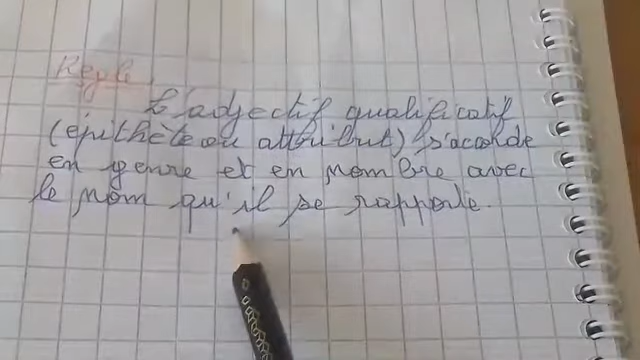 Règle
L'adjectif qualificatif
(épithète ou attribut) s'acorde
en genre et en nombre avec
le nom qu'il se rapporte.